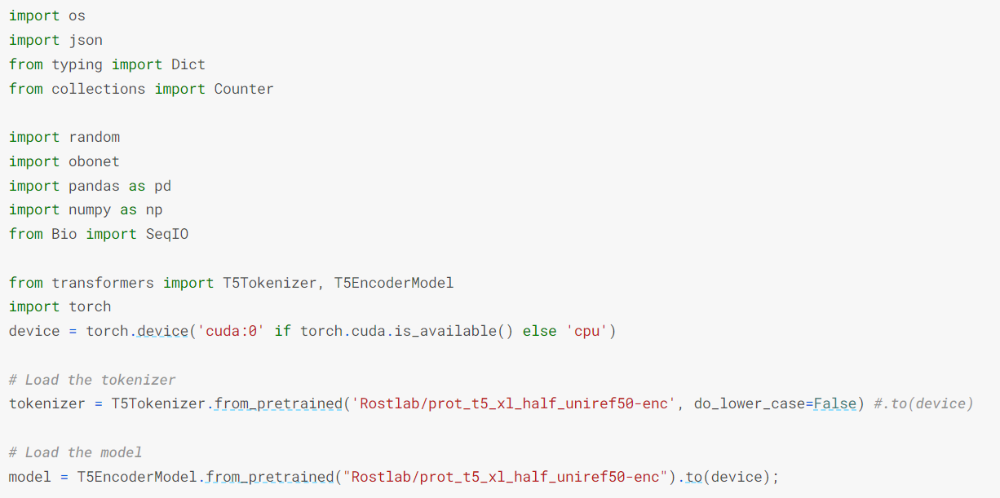 import os
import json
from typing import Dict
from collections import Counter
import random
import obonet
import pandas as pd
import numpy as np
from Bio import SeqIO
from transformers import T5Tokenizer, T5EncoderModel
import torch
device = torch.device('cuda:0' if torch.cuda.is_available() else 'cpu')
# Load the tokenizer
tokenizer = T5Tokenizer.from_pretrained('Rostlab/prot_t5_xl_half_uniref50-enc', do_lower_case=False) #.to(device)
# Load the model
model = T5EncoderModel.from_pretrained("Rostlab/prot_t5_xl_half_uniref50-enc").to(device);